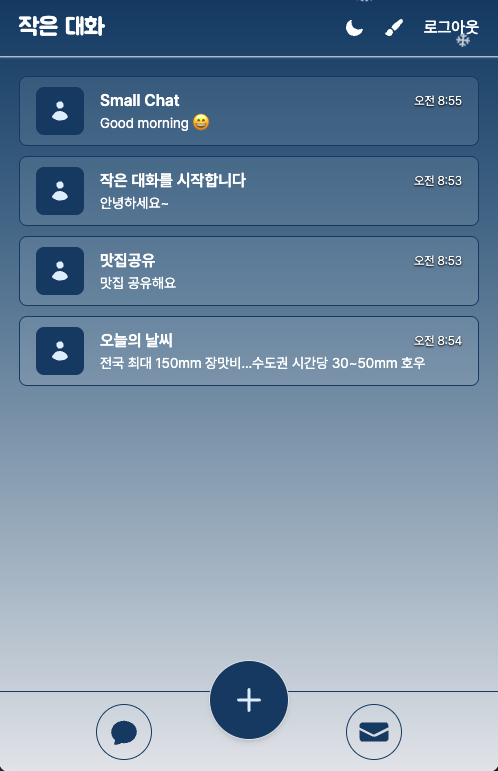 작은 대화
로그아웃
Small Chat
오전 8:55
Good morning 😄
작은 대화를 시작합니다
오전 8:53
안녕하세요~
맛집공유
오전 8:53
맛집 공유해요
오늘의 날씨
오전 8:54
전국 최대 150mm 장맛비...수도권 시간당 30~50mm 호우